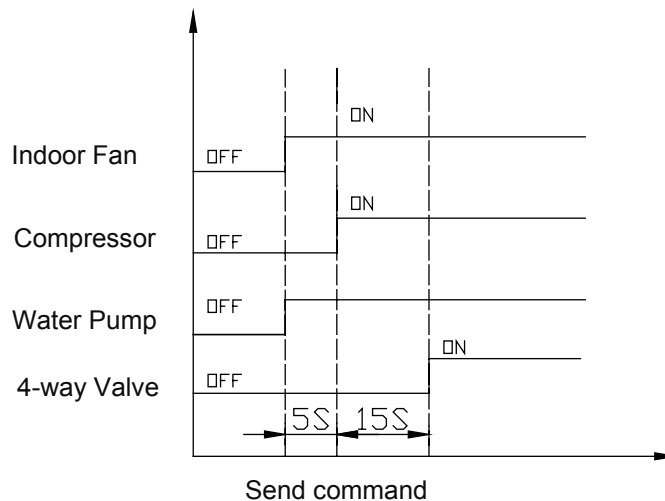 ON
Indoor Fan OFF
ON
Compressor OFF
OFF
Water Pump
ON
4-way Valve OFF
5S 15S
Send command